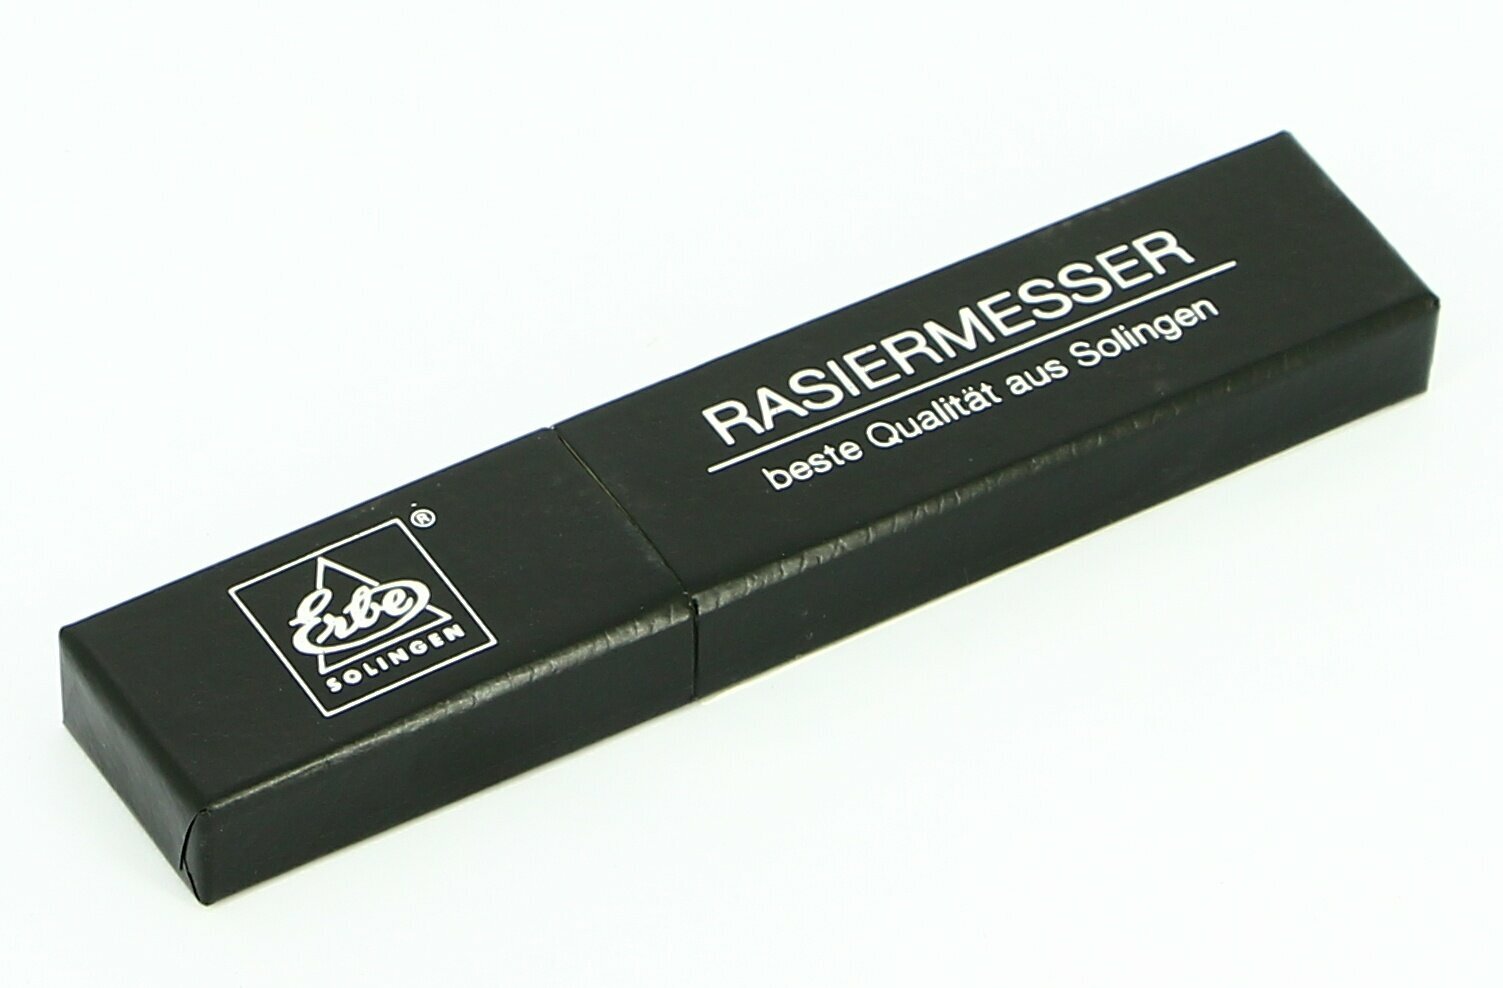 RASIERMESSER
beste Qualität aus Solingen
®
Erbe
SOLINGEN